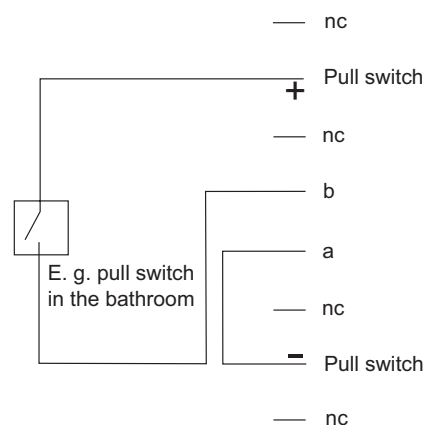 nc
Pull switch
+
nc
b
a
E. g. pull switch
in the bathroom
nc
-
Pull switch
nc